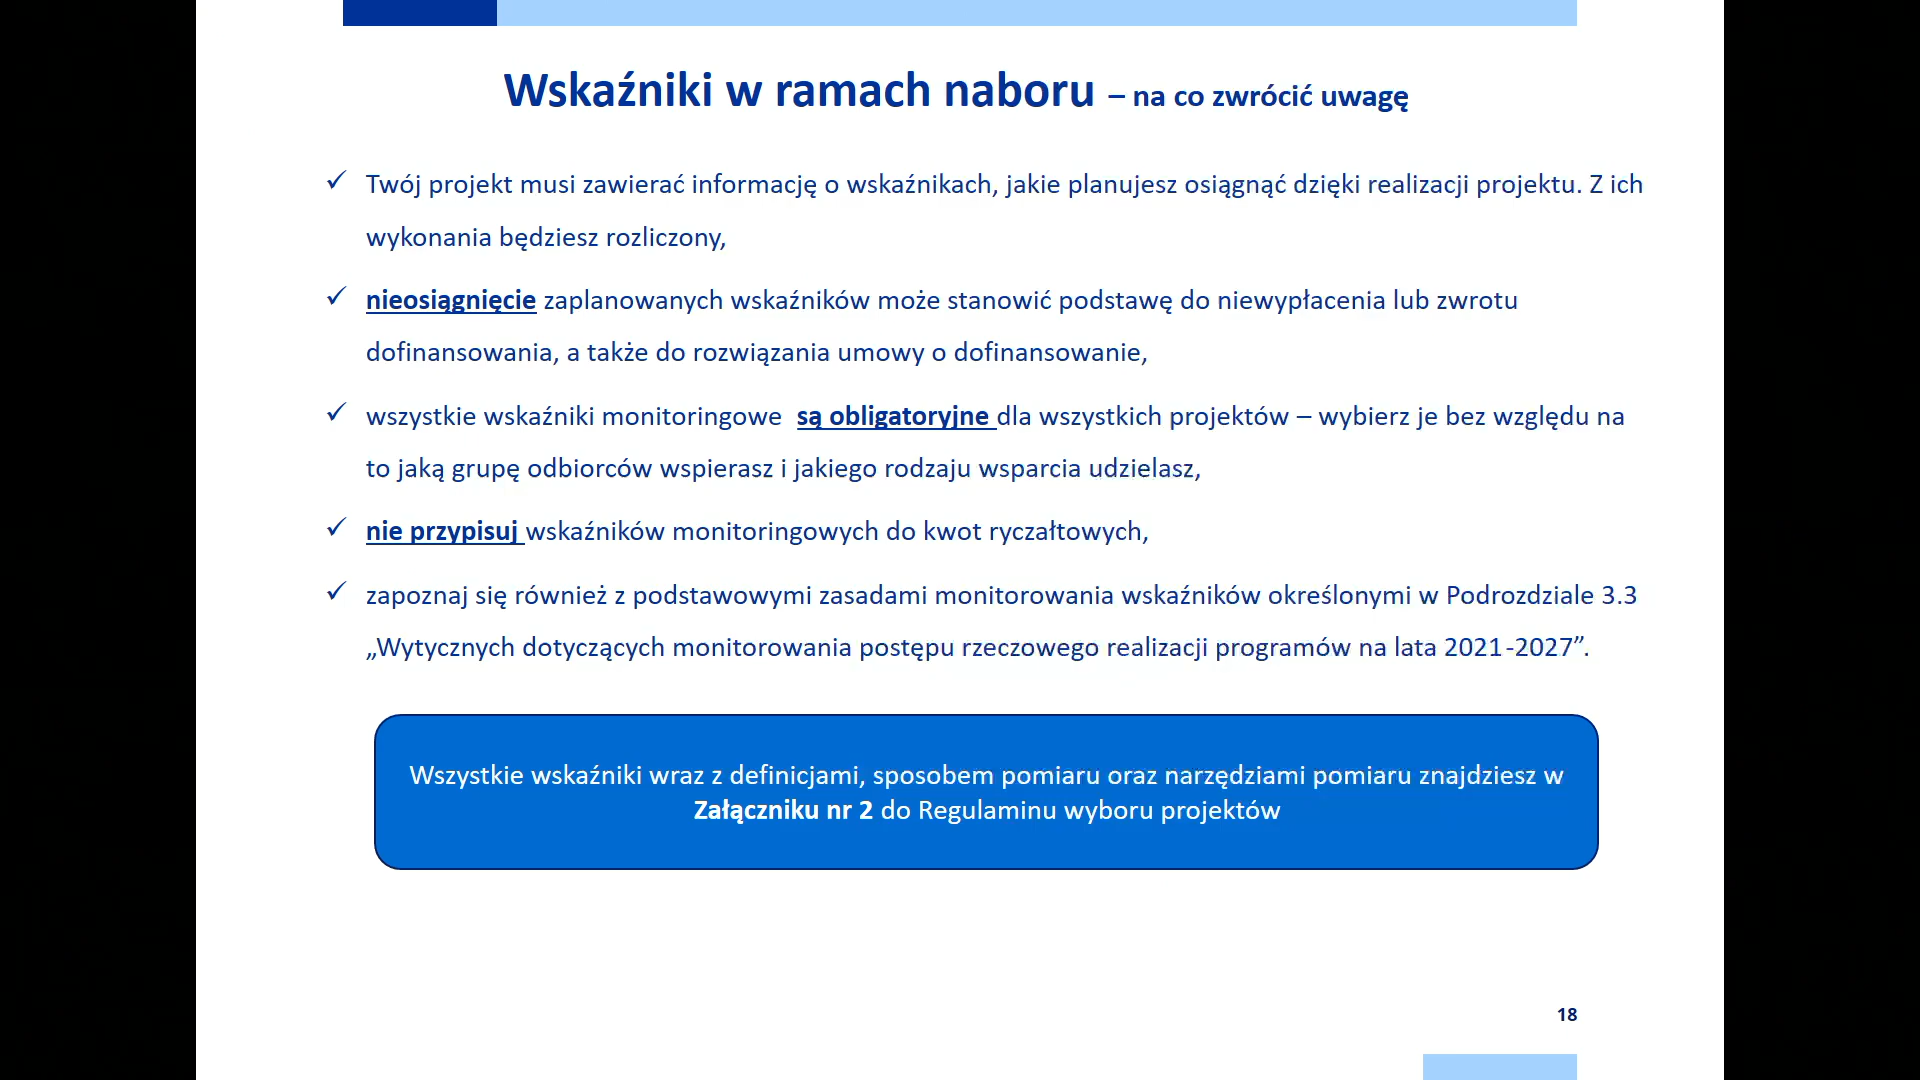 Wskaźniki w ramach naboru – na co zwrócić uwagę
✓ Twój projekt musi zawierać informację o wskaźnikach, jakie planujesz osiągnąć dzięki realizacji projektu. Z ich
wykonania będziesz rozliczony,
✓ nieosiągnięcie zaplanowanych wskaźników może stanowić podstawę do niewypłacenia lub zwrotu
dofinansowania, a także do rozwiązania umowy o dofinansowanie,
✓ wszystkie wskaźniki monitoringowe są obligatoryjne dla wszystkich projektów – wybierz je bez względu na
to jaką grupę odbiorców wspierasz i jakiego rodzaju wsparcia udzielasz,
✓ nie przypisuj wskaźników monitoringowych do kwot ryczałtowych,
✓ zapoznaj się również z podstawowymi zasadami monitorowania wskaźników określonymi w Podrozdziale 3.3
„Wytycznych dotyczących monitorowania postępu rzeczowego realizacji programów na lata 2021-2027”.
Wszystkie wskaźniki wraz z definicjami, sposobem pomiaru oraz narzędziami pomiaru znajdziesz w
Załączniku nr 2 do Regulaminu wyboru projektów
18